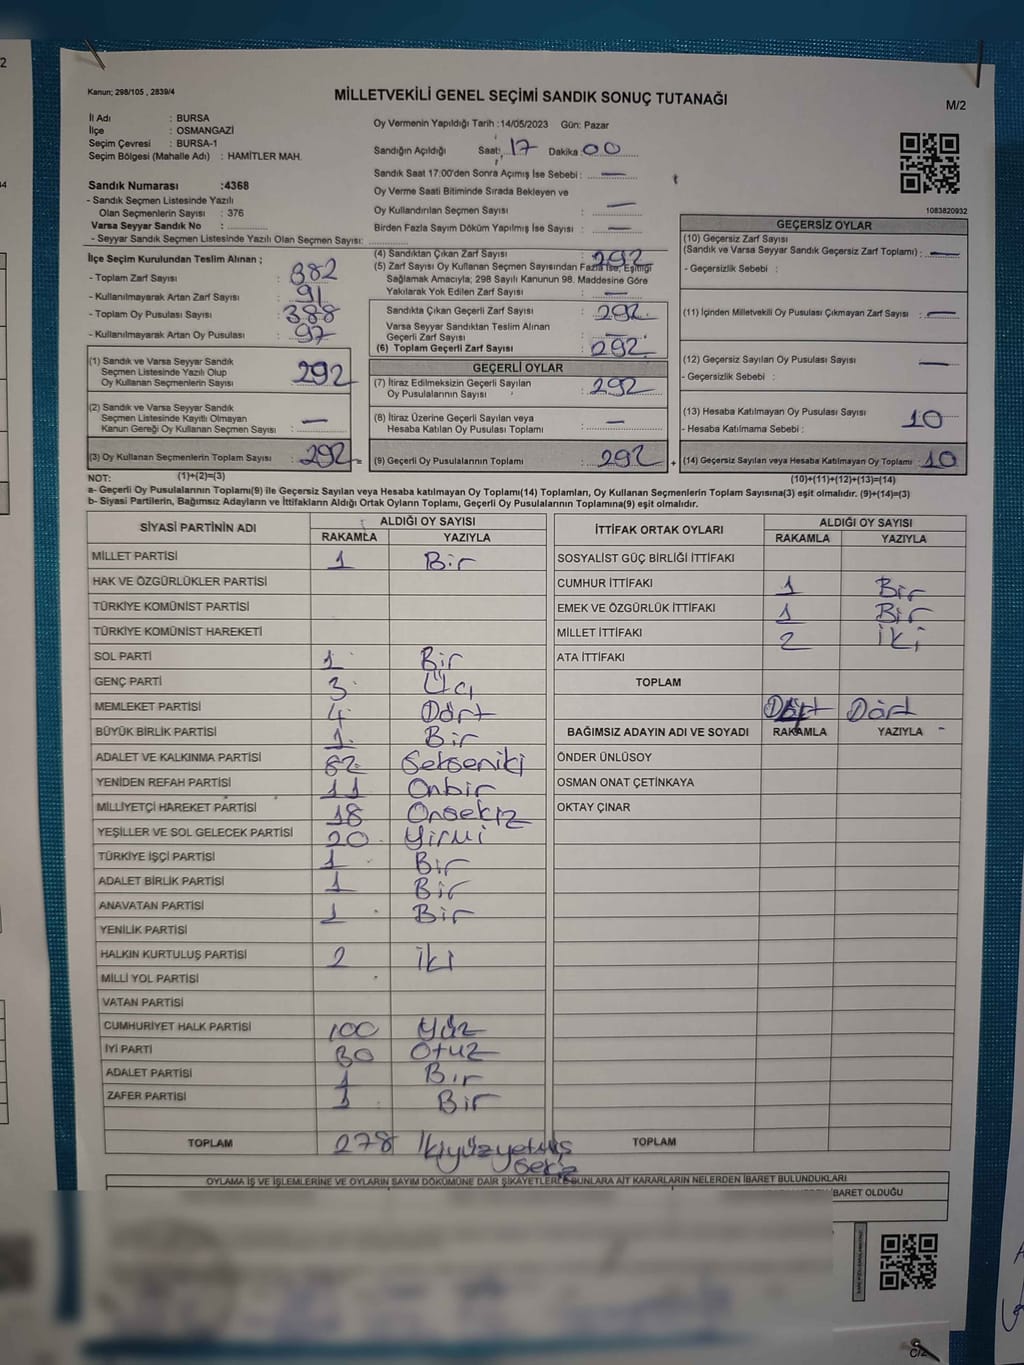 Kanun; 298/105 , 2839/4
MİLLETVEKİLİ GENEL SEÇİMİ SANDIK SONUÇ TUTANAĞI
M/2
İl Adı : BURSA
İlçe : OSMANGAZİ
Seçim Çevresi : BURSA-1
Seçim Bölgesi (Mahalle Adı) : HAMİTLER MAH.
Sandık Numarası :4368
- Sandık Seçmen Listesinde Yazılı
Olan Seçmenlerin Sayısı : 376
Varsa Seyyar Sandık No :
- Seyyar Sandık Seçmen Listesinde Yazılı Olan Seçmen Sayısı:
Oy Vermenin Yapıldığı Tarih :14/05/2023 Gün: Pazar
Sandığın Açıldığı Saat: 17 Dakika: 00
Sandık Saat 17:00'den Sonra Açımış İse Sebebi : —
Oy Verme Saati Bitiminde Sırada Bekleyen ve
Oy Kullandırılan Seçmen Sayısı : —
Birden Fazla Sayım Döküm Yapılmış İse Sayısı : —
1083820932
İlçe Seçim Kurulundan Teslim Alınan ;
- Toplam Zarf Sayısı : 382
- Kullanılmayarak Artan Zarf Sayısı : 91
- Toplam Oy Pusulası Sayısı : 388
- Kullanılmayarak Artan Oy Pusulası : 97
(1) Sandık ve Varsa Seyyar Sandık
Seçmen Listesinde Yazılı Olup
Oy Kullanan Seçmenlerin Sayısı : 292
(2) Sandık ve Varsa Seyyar Sandık
Seçmen Listesinde Kayıtlı Olmayan
Kanun Gereği Oy Kullanan Seçmen Sayısı : —
(3) Oy Kullanan Seçmenlerin Toplam Sayısı : 292 =
(4) Sandıktan Çıkan Zarf Sayısı : 292
(5) Zarf Sayısı Oy Kullanan Seçmen Sayısından Fazla İse, Eşitliği
Sağlamak Amacıyla; 298 Sayılı Kanunun 98. Maddesine Göre
Yakılarak Yok Edilen Zarf Sayısı : —
Sandıkta Çıkan Geçerli Zarf Sayısı : 292
Varsa Seyyar Sandıktan Teslim Alınan
Geçerli Zarf Sayısı : —
(6) Toplam Geçerli Zarf Sayısı : 292
GEÇERLİ OYLAR
(7) İtiraz Edilmeksizin Geçerli Sayılan
Oy Pusulalarının Sayısı : 292
(8) İtiraz Üzerine Geçerli Sayılan veya
Hesaba Katılan Oy Pusulası Toplamı : —
(9) Geçerli Oy Pusulalarının Toplamı : 292 +
GEÇERSİZ OYLAR
(10) Geçersiz Zarf Sayısı
(Sandık ve Varsa Seyyar Sandık Geçersiz Zarf Toplamı) : —
- Geçersizlik Sebebi :
(11) İçinden Milletvekili Oy Pusulası Çıkmayan Zarf Sayısı : —
(12) Geçersiz Sayılan Oy Pusulası Sayısı —
- Geçersizlik Sebebi :
(13) Hesaba Katılmayan Oy Pusulası Sayısı 10
- Hesaba Katılmama Sebebi :
(14) Geçersiz Sayılan veya Hesaba Katılmayan Oy Toplamı : 10
NOT: (1)+(2)=(3) (10)+(11)+(12)+(13)=(14)
a- Geçerli Oy Pusulalarının Toplamı(9) ile Geçersiz Sayılan veya Hesaba katılmayan Oy Toplamı(14) Toplamları, Oy Kullanan Seçmenlerin Toplam Sayısına(3) eşit olmalıdır. (9)+(14)=(3)
b- Siyasi Partilerin, Bağımsız Adayların ve İttifakların Aldığı Ortak Oyların Toplamı, Geçerli Oy Pusulalarının Toplamına(9) eşit olmalıdır.
SİYASİ PARTİNİN ADI ALDIĞI OY SAYISI
RAKAMLA YAZIYLA
MİLLET PARTİSİ 1 Bir
HAK VE ÖZGÜRLÜKLER PARTİSİ
TÜRKİYE KOMÜNİST PARTİSİ
TÜRKİYE KOMÜNİST HAREKETİ
SOL PARTİ 1 Bir
GENÇ PARTİ 3 Üç
MEMLEKET PARTİSİ 4 Dört
BÜYÜK BİRLİK PARTİSİ 1 Bir
ADALET VE KALKINMA PARTİSİ 82 Sekseniki
YENİDEN REFAH PARTİSİ 11 Onbir
MİLLİYETÇİ HAREKET PARTİSİ 18 Onsekiz
YEŞİLLER VE SOL GELECEK PARTİSİ 20 Yirmi
TÜRKİYE İŞÇİ PARTİSİ 1 Bir
ADALET BİRLİK PARTİSİ 1 Bir
ANAVATAN PARTİSİ 1 Bir
YENİLİK PARTİSİ
HALKIN KURTULUŞ PARTİSİ 2 İki
MİLLİ YOL PARTİSİ
VATAN PARTİSİ
CUMHURİYET HALK PARTİSİ 100 Yüz
İYİ PARTİ 30 Otuz
ADALET PARTİSİ 1 Bir
ZAFER PARTİSİ 1 Bir
TOPLAM 278 İkiyüzyetmiş
sekiz
İTTİFAK ORTAK OYLARI ALDIĞI OY SAYISI
RAKAMLA YAZIYLA
SOSYALİST GÜÇ BİRLİĞİ İTTİFAKI
CUMHUR İTTİFAKI 1 Bir
EMEK VE ÖZGÜRLÜK İTTİFAKI 1 Bir
MİLLET İTTİFAKI 2 İki
ATA İTTİFAKI
TOPLAM
Dört Dört
BAĞIMSIZ ADAYIN ADI VE SOYADI RAKAMLA YAZIYLA
ÖNDER ÜNLÜSOY
OSMAN ONAT ÇETİNKAYA
OKTAY ÇINAR
TOPLAM
OYLAMA İŞ VE İŞLEMLERİNE VE OYLARIN SAYIM DÖKÜMÜNE DAİR ŞİKAYETLERLE BUNLARA AİT KARARLARIN NELERDEN İBARET BULUNDUKLARI
İBARET OLDUĞU
C/2